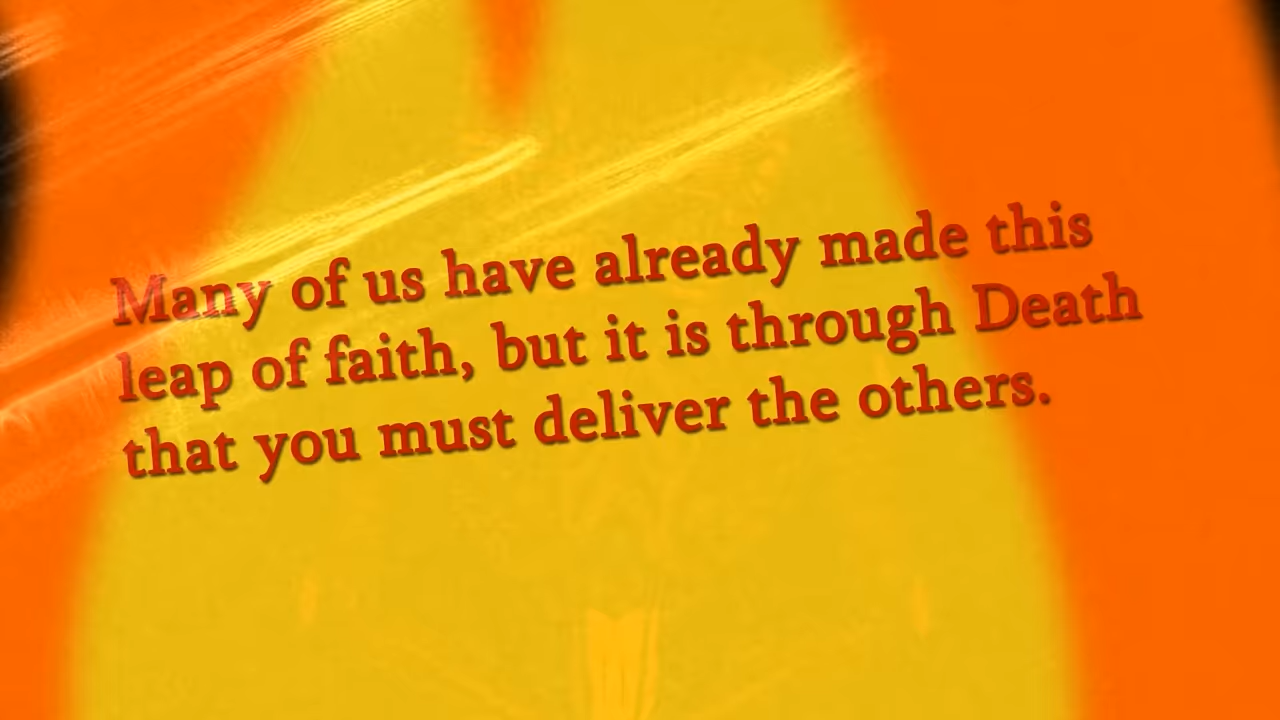 Many of us have already made this
leap of faith, but it is through Death
that you must deliver the others.